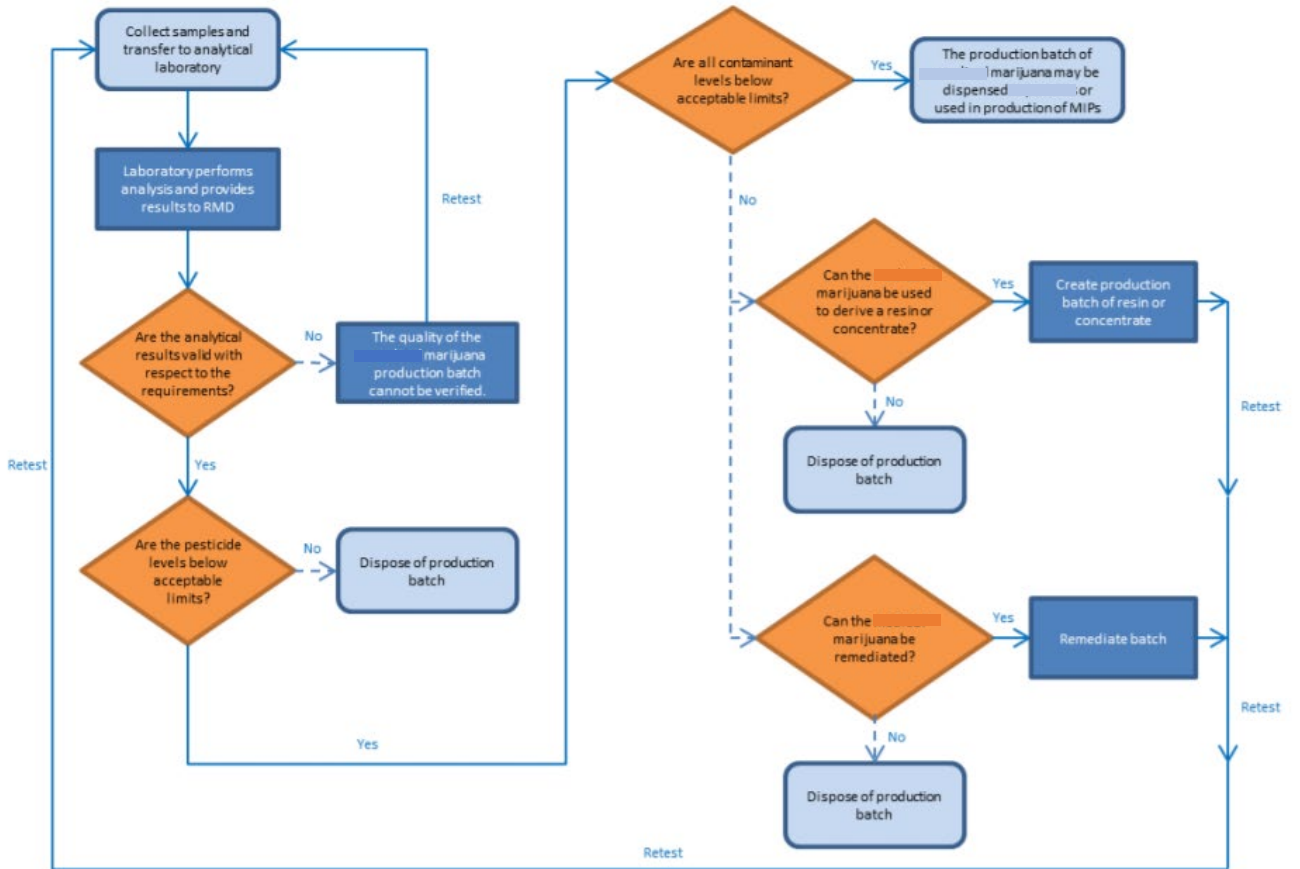 Collect samples and
transfer to analytical
laboratory
Laboratory performs
analysis and provides
results to RMD
Retest
Are the analytical
results valid with
respect to the
requirements?
No
The quality of the
marijuana
production batch
cannot be verified.
Retest
Yes
Are the pesticide
levels below
acceptable
limits?
No
Dispose of production
batch
Yes
Are all contaminant
levels below
acceptable limits?
Yes
The production batch of
marijuana may be
dispensed or
used in production of MIPs
No
Can the
marijuana be used
to derive a resin or
concentrate?
Yes
Create production
batch of resin or
concentrate
Retest
No
Dispose of production
batch
Can the
marijuana be
remediated?
Yes
Remediate batch
Retest
No
Dispose of production
batch
Retest